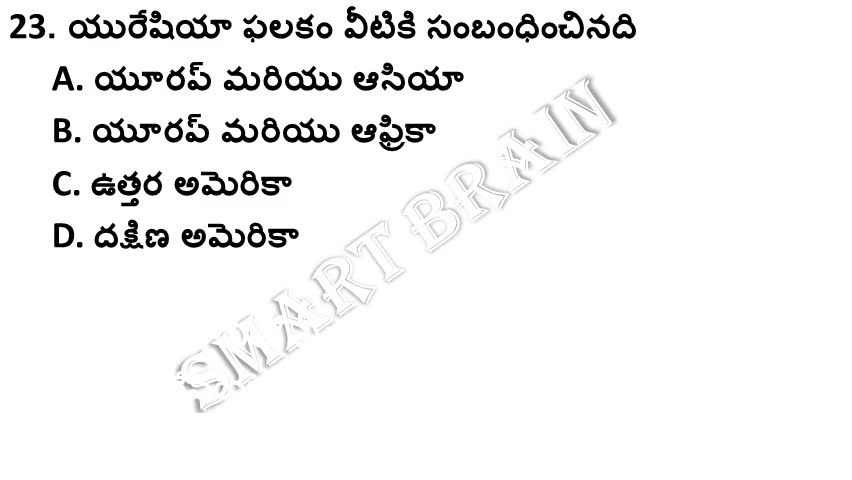 23. యురేషియా ఫలకం వీటికి సంబంధించినది
A. యూరప్ మరియు ఆసియా
B. యూరప్ మరియు ఆఫ్రికా
C. ఉత్తర అమెరికా
D. దక్షిణ అమెరికా
SMART BRAIN